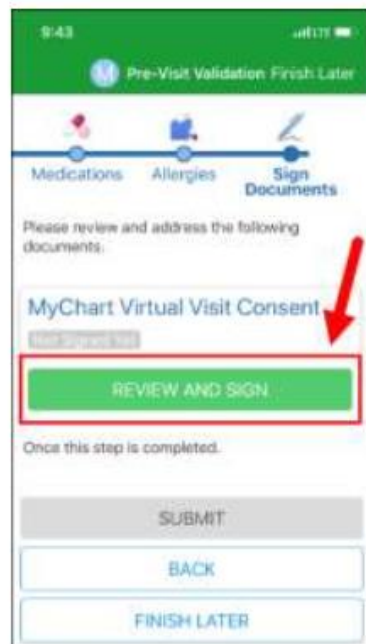 9:43
LTE
M Pre-Visit Validation Finish Later
Medications Allergies Sign
Documents
Please review and address the following
documents.
MyChart Virtual Visit Consent
Not Signed Yet
REVIEW AND SIGN
Once this step is completed.
SUBMIT
BACK
FINISH LATER